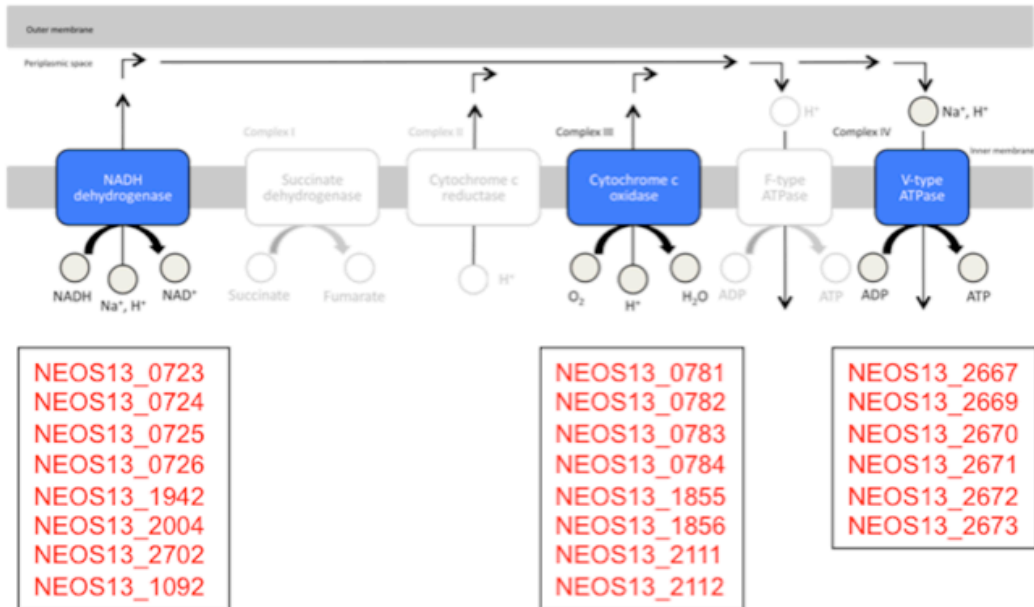 Outer membrane
Periplasmic space
H⁺
Na⁺, H⁺
Complex I
Complex II
Complex III
Complex IV
Inner membrane
NADH
dehydrogenase
Succinate
dehydrogenase
Cytochrome c
reductase
Cytochrome c
oxidase
F-type
ATPase
V-type
ATPase
NADH
Na⁺, H⁺
NAD⁺
Succinate
Fumarate
H⁺
O₂
H⁺
H₂O
ADP
ATP
ADP
ATP
NEOS13_0723
NEOS13_0724
NEOS13_0725
NEOS13_0726
NEOS13_1942
NEOS13_2004
NEOS13_2702
NEOS13_1092
NEOS13_0781
NEOS13_0782
NEOS13_0783
NEOS13_0784
NEOS13_1855
NEOS13_1856
NEOS13_2111
NEOS13_2112
NEOS13_2667
NEOS13_2669
NEOS13_2670
NEOS13_2671
NEOS13_2672
NEOS13_2673